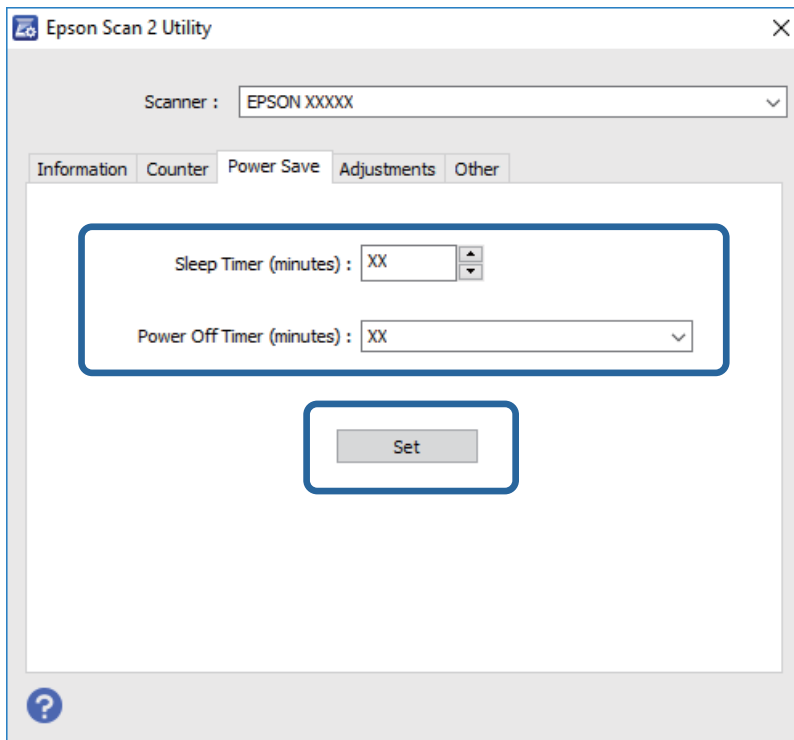 Epson Scan 2 Utility
Scanner : EPSON XXXXX
Information Counter Power Save Adjustments Other
Sleep Timer (minutes) : XX
Power Off Timer (minutes) : XX
Set
?